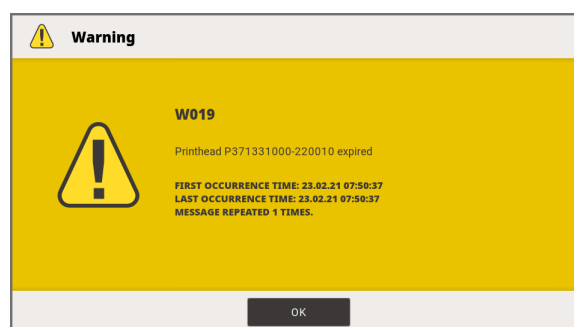 Warning
W019
Printhead P371331000-220010 expired
FIRST OCCURRENCE TIME: 23.02.21 07:50:37
LAST OCCURRENCE TIME: 23.02.21 07:50:37
MESSAGE REPEATED 1 TIMES.
OK